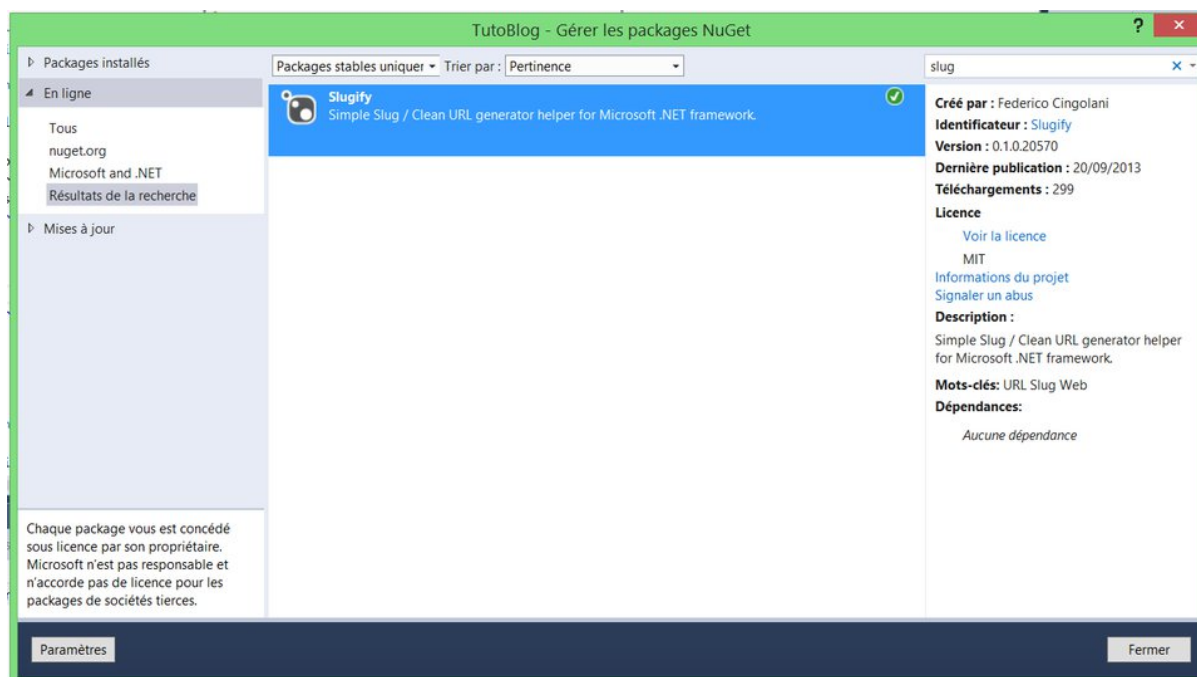 TutoBlog - Gérer les packages NuGet
?
Packages installés
En ligne
Tous
nuget.org
Microsoft and .NET
Résultats de la recherche
Mises à jour
Chaque package vous est concédé
sous licence par son propriétaire.
Microsoft n'est pas responsable et
n'accorde pas de licence pour les
packages de sociétés tierces.
Packages stables uniquer
Trier par : Pertinence
Slugify
Simple Slug / Clean URL generator helper for Microsoft .NET framework.
slug
Créé par : Federico Cingolani
Identificateur : Slugify
Version : 0.1.0.20570
Dernière publication : 20/09/2013
Téléchargements : 299
Licence
Voir la licence
MIT
Informations du projet
Signaler un abus
Description :
Simple Slug / Clean URL generator helper
for Microsoft .NET framework.
Mots-clés: URL Slug Web
Dépendances:
Aucune dépendance
Paramètres
Fermer